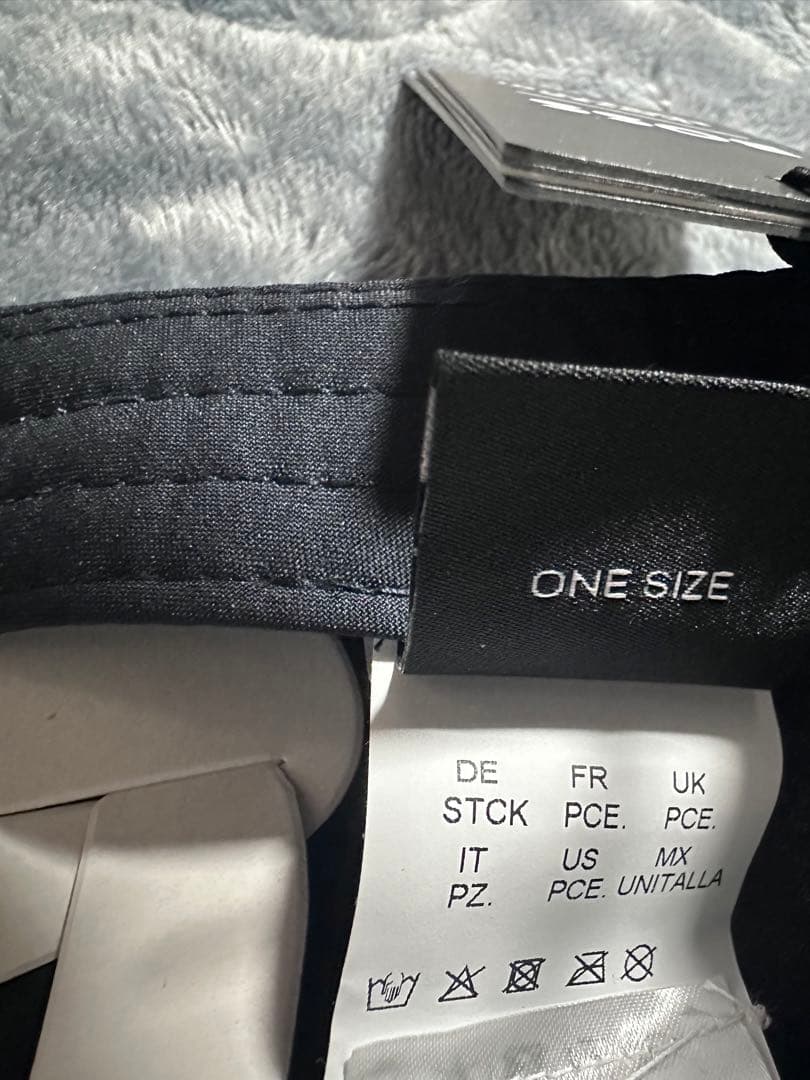 ONE SIZE
DE FR UK
STCK PCE. PCE.
IT US MX
PZ. PCE. UNITALLA